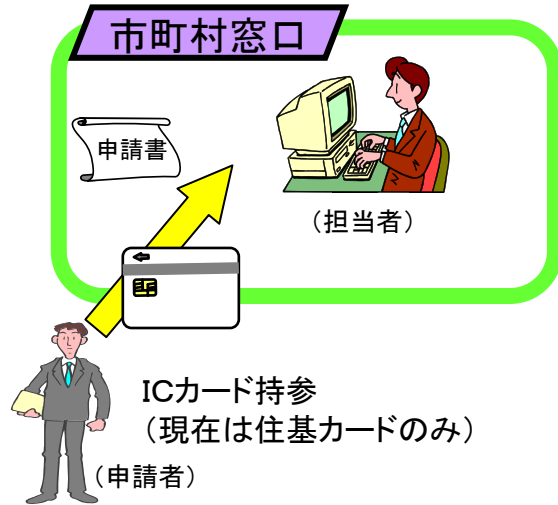 市町村窓口
申請書
（担当者）
ICカード持参
（現在は住基カードのみ）
（申請者）